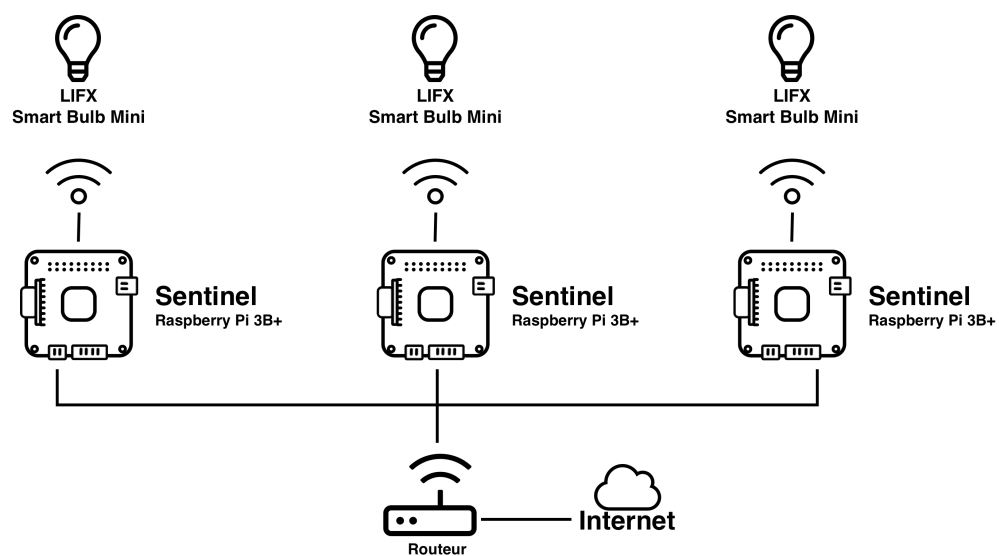 LIFX
Smart Bulb Mini
LIFX
Smart Bulb Mini
LIFX
Smart Bulb Mini
Sentinel
Raspberry Pi 3B+
Sentinel
Raspberry Pi 3B+
Sentinel
Raspberry Pi 3B+
Internet
Routeur